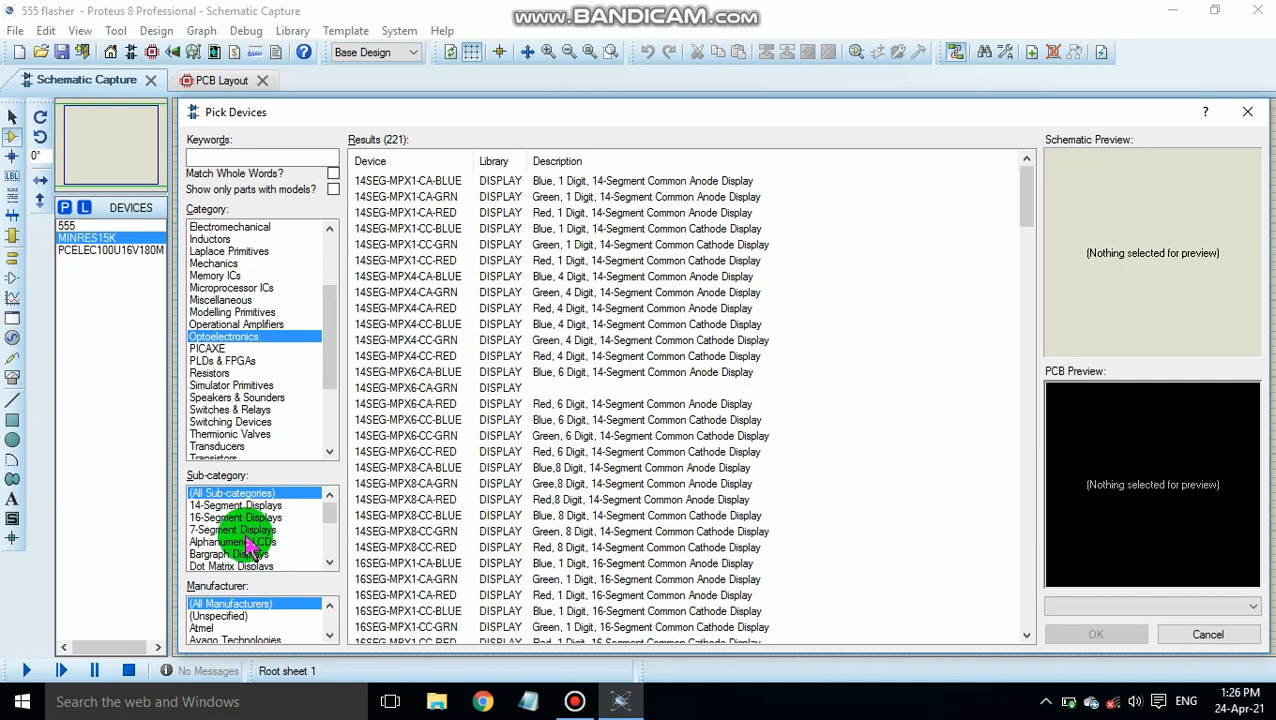 555 flasher - Proteus 8 Professional - Schematic Capture
www.BANDICAM.com
File Edit View Tool Design Graph Debug Library Template System Help
Base Design
Schematic Capture
PCB Layout
Pick Devices
Keywords:
Match Whole Words?
Show only parts with models?
Category:
Electromechanical
Inductors
Laplace Primitives
Mechanics
Memory ICs
Microprocessor ICs
Miscellaneous
Modelling Primitives
Operational Amplifiers
Optoelectronics
PICAXE
PLDs & FPGAs
Resistors
Simulator Primitives
Speakers & Sounders
Switches & Relays
Switching Devices
Thermionic Valves
Transducers
Transistors
Sub-category:
(All Sub-categories)
14-Segment Displays
16-Segment Displays
7-Segment Displays
Alphanumeric LCDs
Bargraph Displays
Dot Matrix Displays
Manufacturer:
(All Manufacturers)
(Unspecified)
Atmel
Avago Technologies
0°
P L DEVICES
555
MINRES15K
PCELEC100U16V180M
Results (221):
Device Library Description
14SEG-MPX1-CA-BLUE DISPLAY Blue, 1 Digit, 14-Segment Common Anode Display
14SEG-MPX1-CA-GRN DISPLAY Green, 1 Digit, 14-Segment Common Anode Display
14SEG-MPX1-CA-RED DISPLAY Red, 1 Digit, 14-Segment Common Anode Display
14SEG-MPX1-CC-BLUE DISPLAY Blue, 1 Digit, 14-Segment Common Cathode Display
14SEG-MPX1-CC-GRN DISPLAY Green, 1 Digit, 14-Segment Common Cathode Display
14SEG-MPX1-CC-RED DISPLAY Red, 1 Digit, 14-Segment Common Cathode Display
14SEG-MPX4-CA-BLUE DISPLAY Blue, 4 Digit, 14-Segment Common Anode Display
14SEG-MPX4-CA-GRN DISPLAY Green, 4 Digit, 14-Segment Common Anode Display
14SEG-MPX4-CA-RED DISPLAY Red, 4 Digit, 14-Segment Common Anode Display
14SEG-MPX4-CC-BLUE DISPLAY Blue, 4 Digit, 14-Segment Common Cathode Display
14SEG-MPX4-CC-GRN DISPLAY Green, 4 Digit, 14-Segment Common Cathode Display
14SEG-MPX4-CC-RED DISPLAY Red, 4 Digit, 14-Segment Common Cathode Display
14SEG-MPX6-CA-BLUE DISPLAY Blue, 6 Digit, 14-Segment Common Anode Display
14SEG-MPX6-CA-GRN DISPLAY
14SEG-MPX6-CA-RED DISPLAY Red, 6 Digit, 14-Segment Common Anode Display
14SEG-MPX6-CC-BLUE DISPLAY Blue, 6 Digit, 14-Segment Common Cathode Display
14SEG-MPX6-CC-GRN DISPLAY Green, 6 Digit, 14-Segment Common Cathode Display
14SEG-MPX6-CC-RED DISPLAY Red, 6 Digit, 14-Segment Common Cathode Display
14SEG-MPX8-CA-BLUE DISPLAY Blue,8 Digit, 14-Segment Common Anode Display
14SEG-MPX8-CA-GRN DISPLAY Green, 8 Digit, 14-Segment Common Anode Display
14SEG-MPX8-CA-RED DISPLAY Red,8 Digit, 14-Segment Common Anode Display
14SEG-MPX8-CC-BLUE DISPLAY Blue, 8 Digit, 14-Segment Common Cathode Display
14SEG-MPX8-CC-GRN DISPLAY Green, 8 Digit, 14-Segment Common Cathode Display
14SEG-MPX8-CC-RED DISPLAY Red, 8 Digit, 14-Segment Common Cathode Display
16SEG-MPX1-CA-BLUE DISPLAY Blue, 1 Digit, 16-Segment Common Anode Display
16SEG-MPX1-CA-GRN DISPLAY Green, 1 Digit, 16-Segment Common Anode Display
16SEG-MPX1-CA-RED DISPLAY Red, 1 Digit, 16-Segment Common Anode Display
16SEG-MPX1-CC-BLUE DISPLAY Blue, 1 Digit, 16-Segment Common Cathode Display
16SEG-MPX1-CC-GRN DISPLAY Green, 1 Digit, 16-Segment Common Cathode Display
16SEG-MPX1-CC-RED DISPLAY Red, 1 Digit, 16-Segment Common Cathode Display
Schematic Preview:
(Nothing selected for preview)
PCB Preview:
(Nothing selected for preview)
OK Cancel
No Messages Root sheet 1
Search the web and Windows
ENG
1:26 PM
24-Apr-21